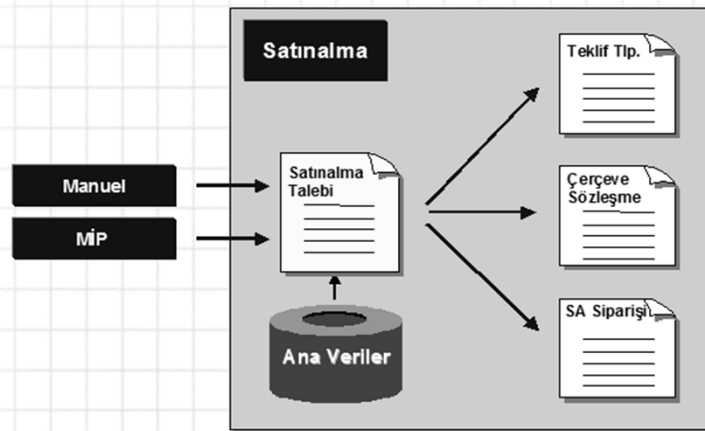 Satınalma
Teklif Tlp.
Manuel
MİP
Satınalma
Talebi
Çerçeve
Sözleşme
Ana Veriler
SA Siparişi